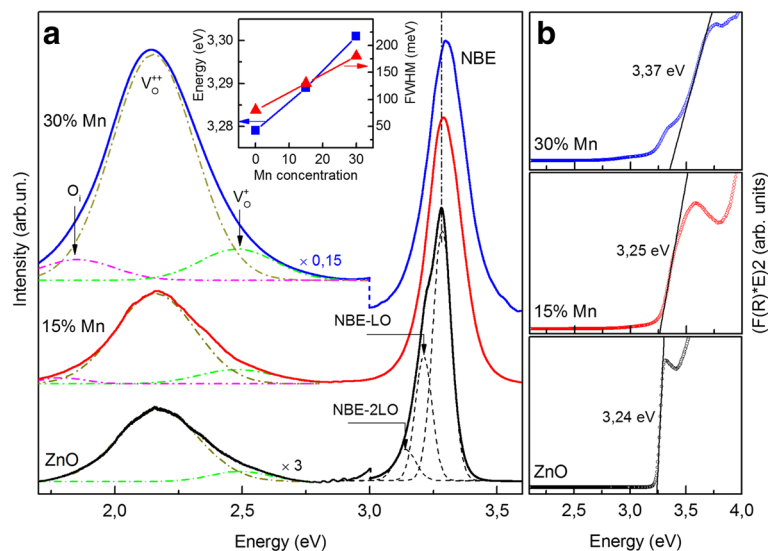 a
Intensity (arb.un.)
30% Mn
15% Mn
ZnO
V_O^{++}
O_i
V_O^{+}
× 0,15
× 3
NBE
NBE-LO
NBE-2LO
Energy (eV)
3,30
3,29
3,28
FWHM (meV)
200
150
100
50
0 10 20 30
Mn concentration
2,0 2,5 3,0 3,5
Energy (eV)
b
3,37 eV
30% Mn
3,25 eV
15% Mn
3,24 eV
ZnO
(F(R)*E)2 (arb. units)
2,5 3,0 3,5 4,0
Energy (eV)